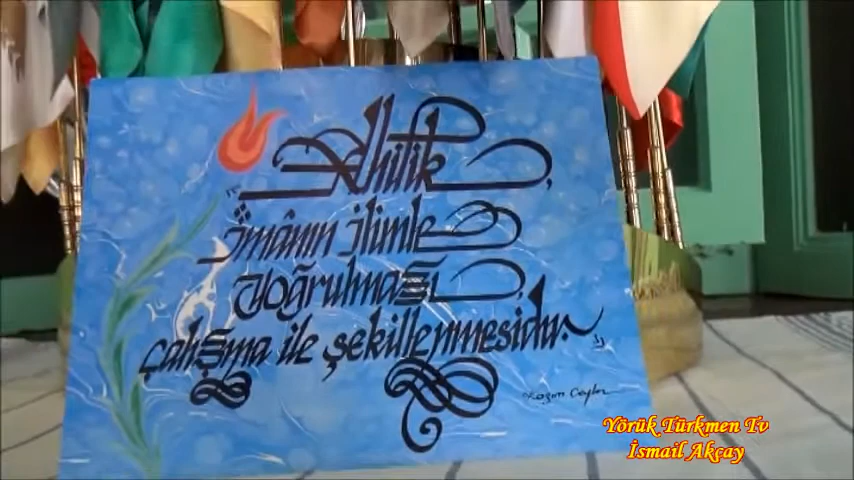 Ahilik,
" İmânın ilimle
yoğrulması,
çalışma ile şekillenmesidir. "
Yörük Türkmen Tv
İsmail Akçay